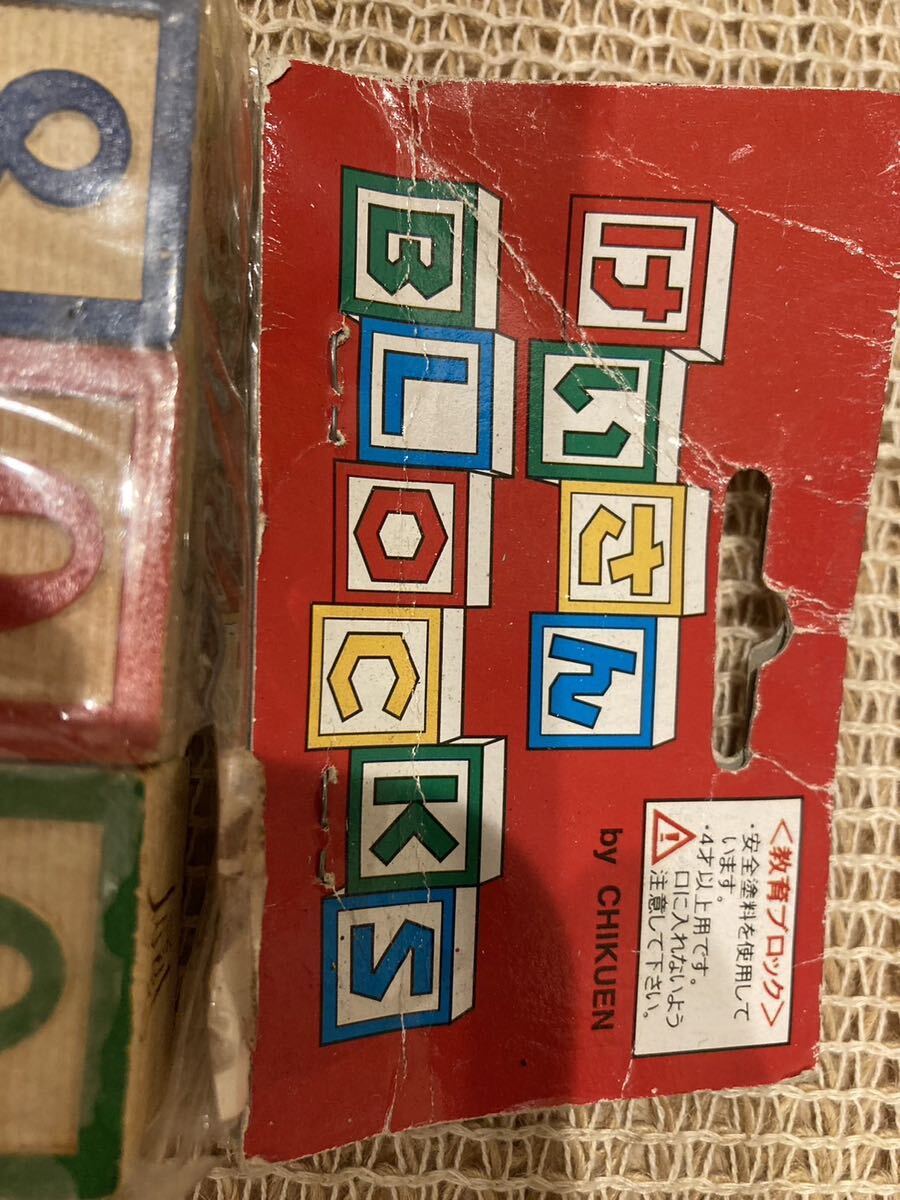 けいさん
BLOCKS
by CHIKUEN
<教育ブロック>
・安全塗料を使用して
います。
・4才以上用です。
口に入れないよう
注意して下さい。
8
0